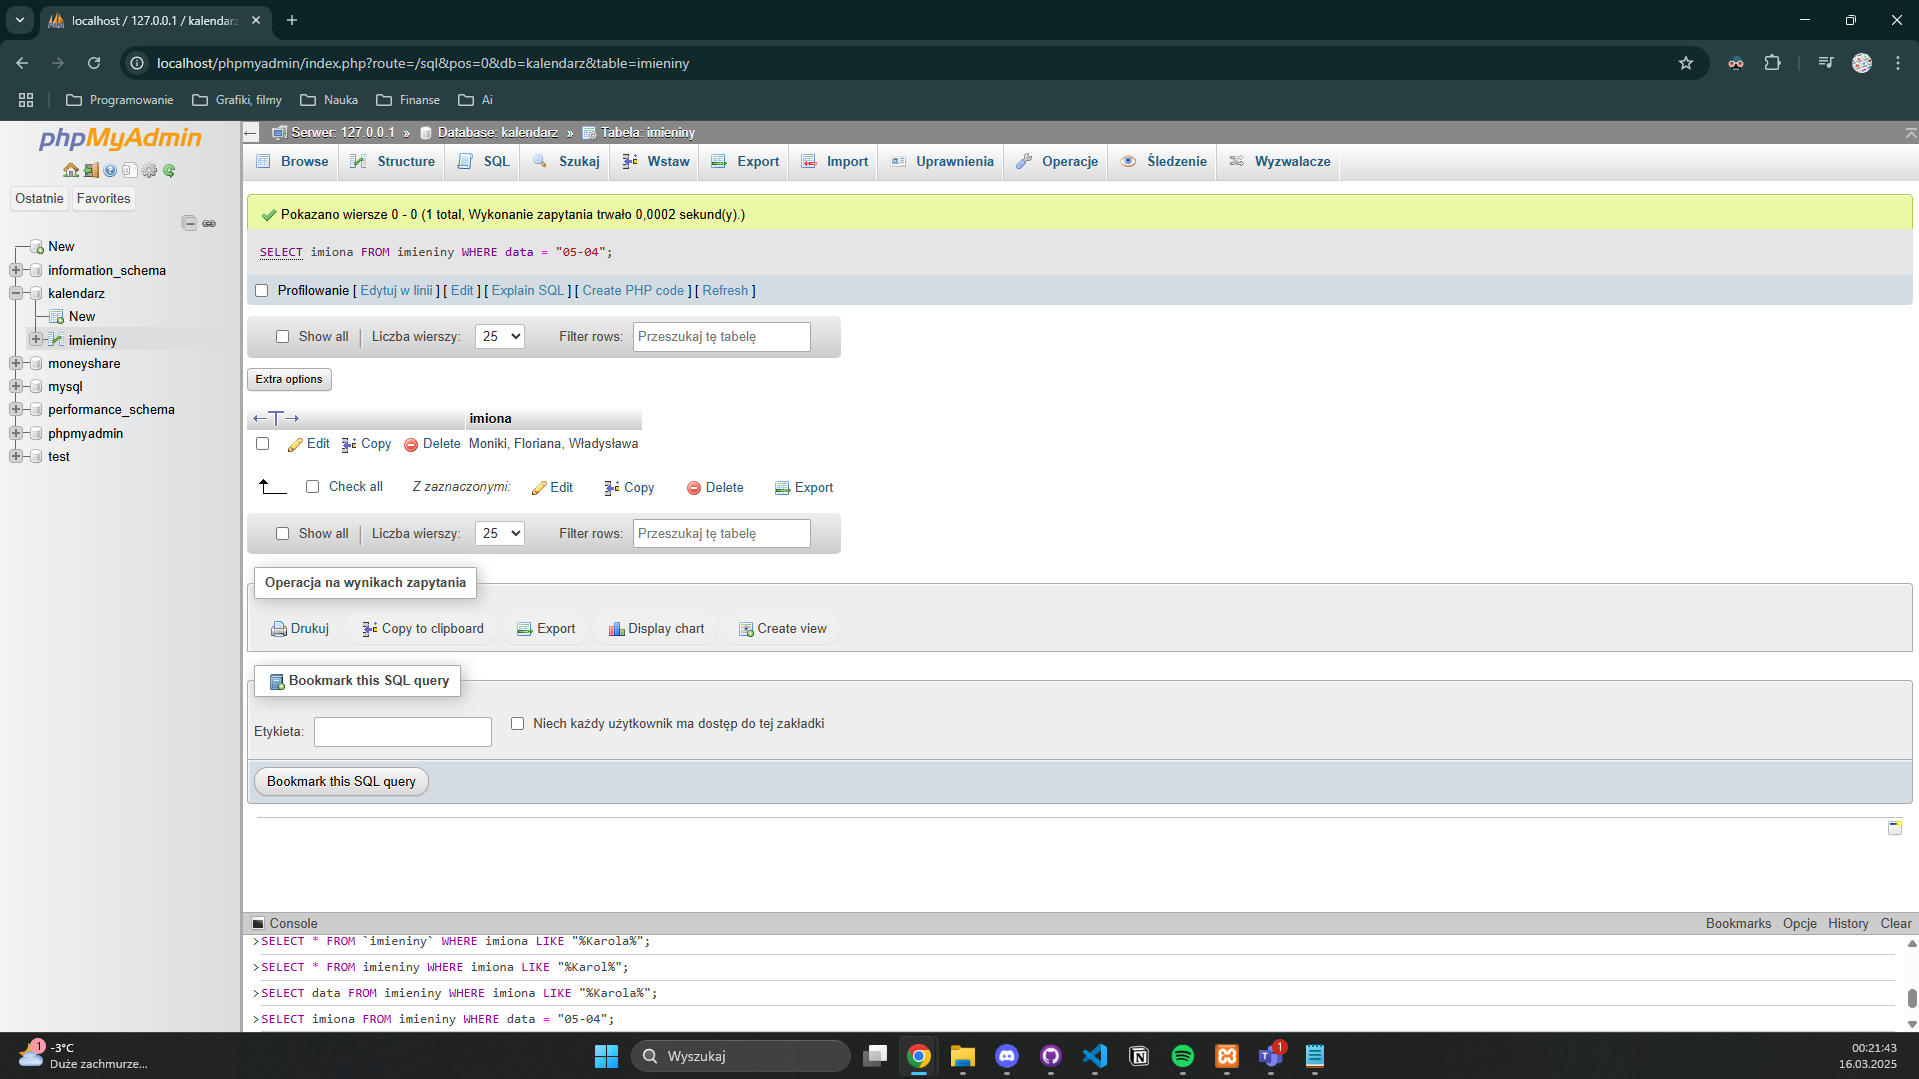 localhost / 127.0.0.1 / kalendarz
localhost/phpmyadmin/index.php?route=/sql&pos=0&db=kalendarz&table=imieniny
Programowanie Grafiki, filmy Nauka Finanse Ai
phpMyAdmin
Ostatnie Favorites
New
information_schema
kalendarz
New
imieniny
moneyshare
mysql
performance_schema
phpmyadmin
test
Serwer: 127.0.0.1 » Database: kalendarz » Tabela: imieniny
Browse Structure SQL Szukaj Wstaw Export Import Uprawnienia Operacje Śledzenie Wyzwalacze
Pokazano wiersze 0 - 0 (1 total, Wykonanie zapytania trwało 0,0002 sekund(y).)
SELECT imiona FROM imieniny WHERE data = "05-04";
Profilowanie [ Edytuj w linii ] [ Edit ] [ Explain SQL ] [ Create PHP code ] [ Refresh ]
Show all Liczba wierszy: 25 Filter rows: Przeszukaj tę tabelę
Extra options
←T→ imiona
Edit Copy Delete Moniki, Floriana, Władysława
Check all Z zaznaczonymi: Edit Copy Delete Export
Show all Liczba wierszy: 25 Filter rows: Przeszukaj tę tabelę
Operacja na wynikach zapytania
Drukuj Copy to clipboard Export Display chart Create view
Bookmark this SQL query
Etykieta: Niech każdy użytkownik ma dostęp do tej zakładki
Bookmark this SQL query
Console Bookmarks Opcje History Clear
>SELECT * FROM `imieniny` WHERE imiona LIKE "%Karola%";
>SELECT * FROM imieniny WHERE imiona LIKE "%Karol%";
>SELECT data FROM imieniny WHERE imiona LIKE "%Karola%";
>SELECT imiona FROM imieniny WHERE data = "05-04";
1
-3°C
Duże zachmurze...
Wyszukaj
1
00:21:43
16.03.2025